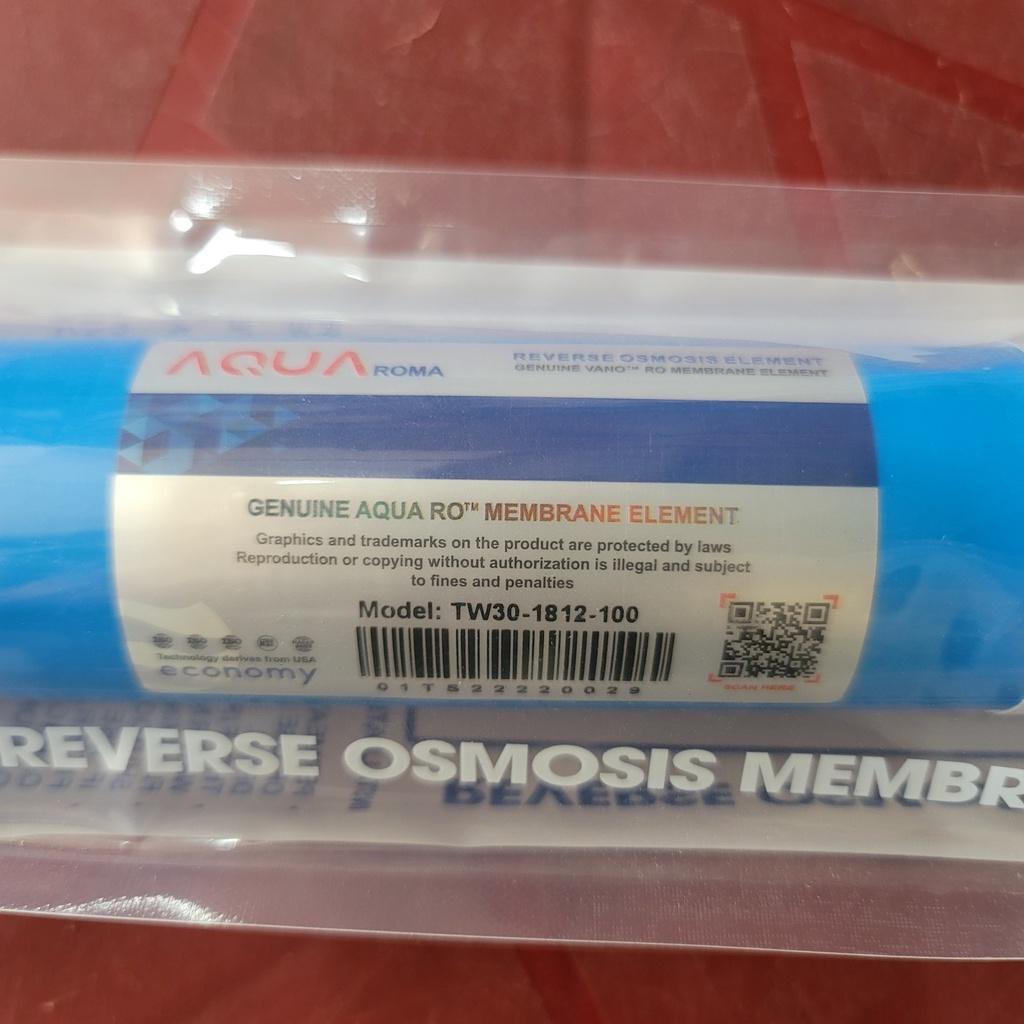 AQUA ROMA
REVERSE OSMOSIS ELEMENT
GENUINE VANO™ RO MEMBRANE ELEMENT
GENUINE AQUA RO™ MEMBRANE ELEMENT
Graphics and trademarks on the product are protected by laws
Reproduction or copying without authorization is illegal and subject
to fines and penalties
Model: TW30-1812-100
Technology derives from USA
economy
01TS22220029
SCAN HERE
REVERSE OSMOSIS MEMBR